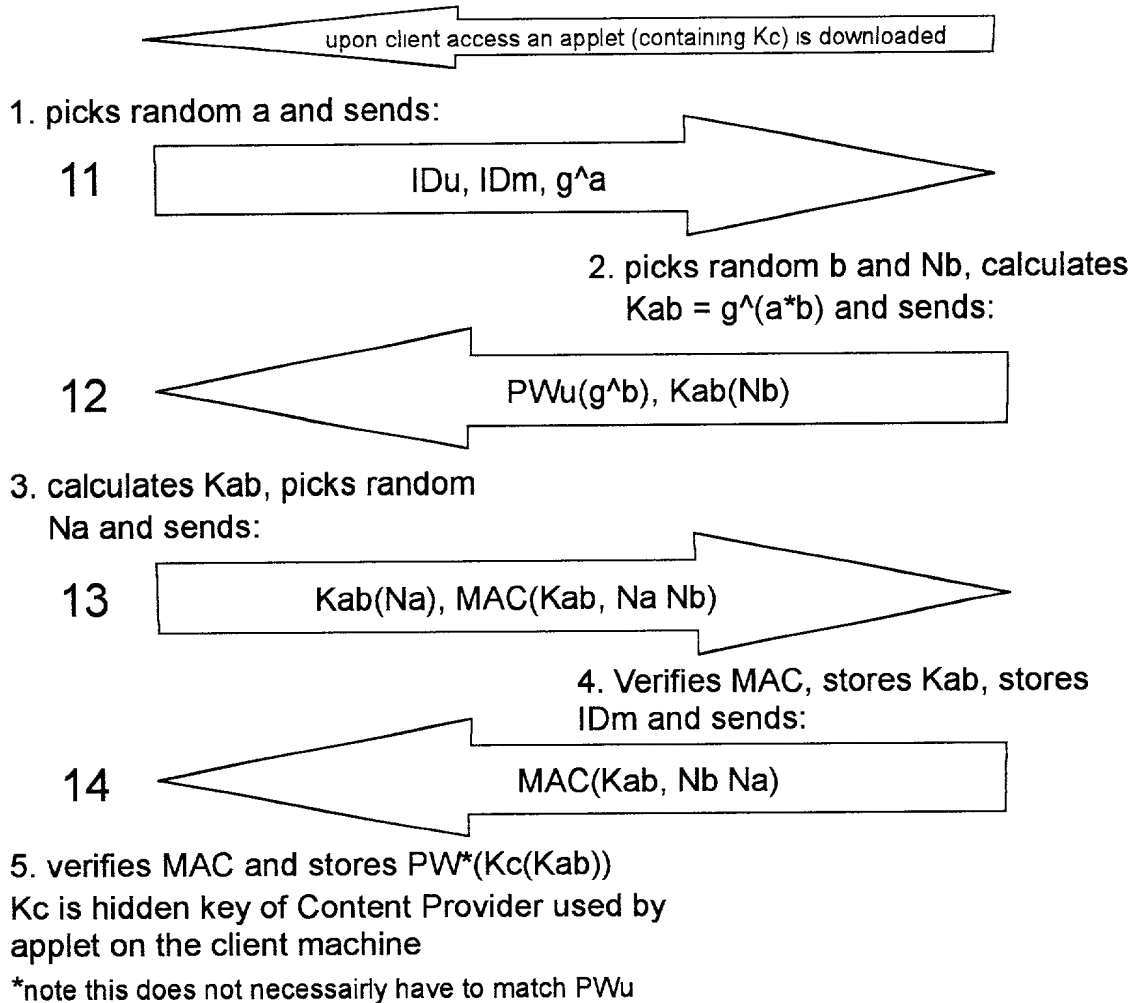 upon client access an applet (containing Kc) is downloaded
1. picks random a and sends:
11
IDu, IDm, g^a
2. picks random b and Nb, calculates
Kab = g^(a*b) and sends:
12
PWu(g^b), Kab(Nb)
3. calculates Kab, picks random
Na and sends:
13
Kab(Na), MAC(Kab, Na Nb)
4. Verifies MAC, stores Kab, stores
IDm and sends:
14
MAC(Kab, Nb Na)
5. verifies MAC and stores PW*(Kc(Kab))
Kc is hidden key of Content Provider used by
applet on the client machine
*note this does not necessairly have to match PWu